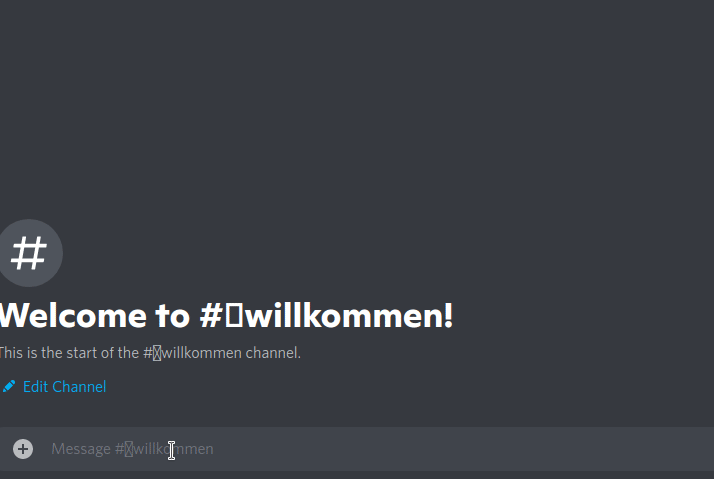 #
Welcome to #▯willkommen!
This is the start of the #▯willkommen channel.
Edit Channel
Message #▯willkommen